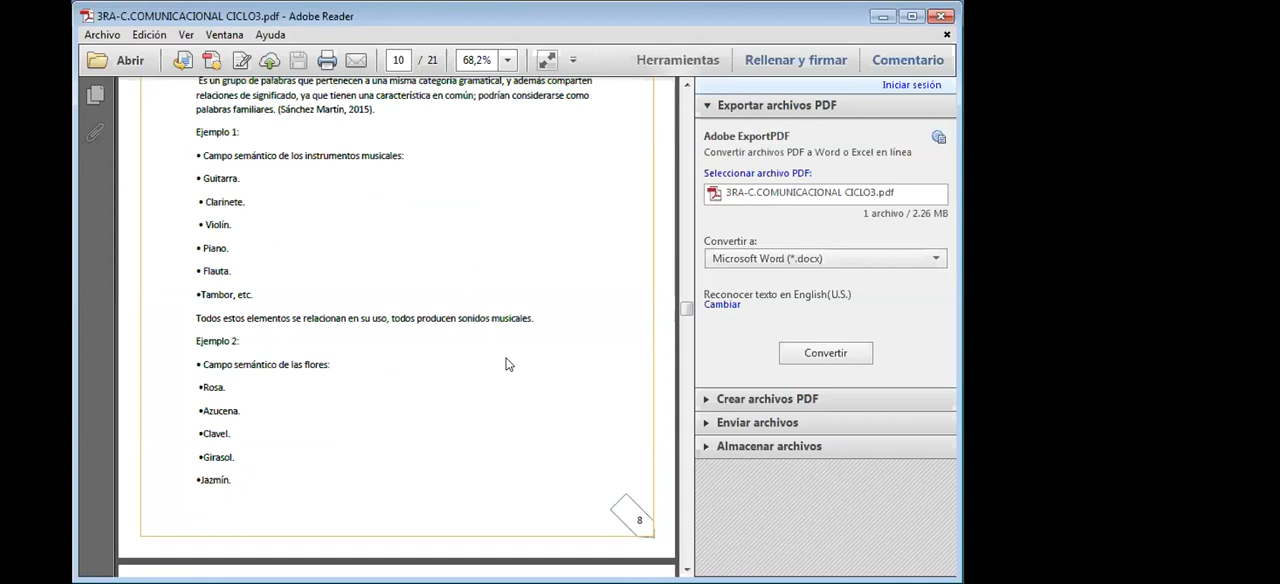 3RA-C.COMUNICACIONAL CICLO3.pdf - Adobe Reader
Archivo Edición Ver Ventana Ayuda
Abrir 10 / 21 68,2% Herramientas Rellenar y firmar Comentario
Es un grupo de palabras que pertenecen a una misma categoría gramatical, y además comparten
relaciones de significado, ya que tienen una característica en común; podrían considerarse como
palabras familiares. (Sánchez Martín, 2015).
Ejemplo 1:
• Campo semántico de los instrumentos musicales:
• Guitarra.
• Clarinete.
• Violín.
• Piano.
• Flauta.
•Tambor, etc.
Todos estos elementos se relacionan en su uso, todos producen sonidos musicales.
Ejemplo 2:
• Campo semántico de las flores:
•Rosa.
•Azucena.
•Clavel.
•Girasol.
•Jazmín.
8
Iniciar sesión
Exportar archivos PDF
Adobe ExportPDF
Convertir archivos PDF a Word o Excel en línea
Seleccionar archivo PDF:
3RA-C.COMUNICACIONAL CICLO3.pdf
1 archivo / 2.26 MB
Convertir a:
Microsoft Word (*.docx)
Reconocer texto en English(U.S.)
Cambiar
Convertir
Crear archivos PDF
Enviar archivos
Almacenar archivos